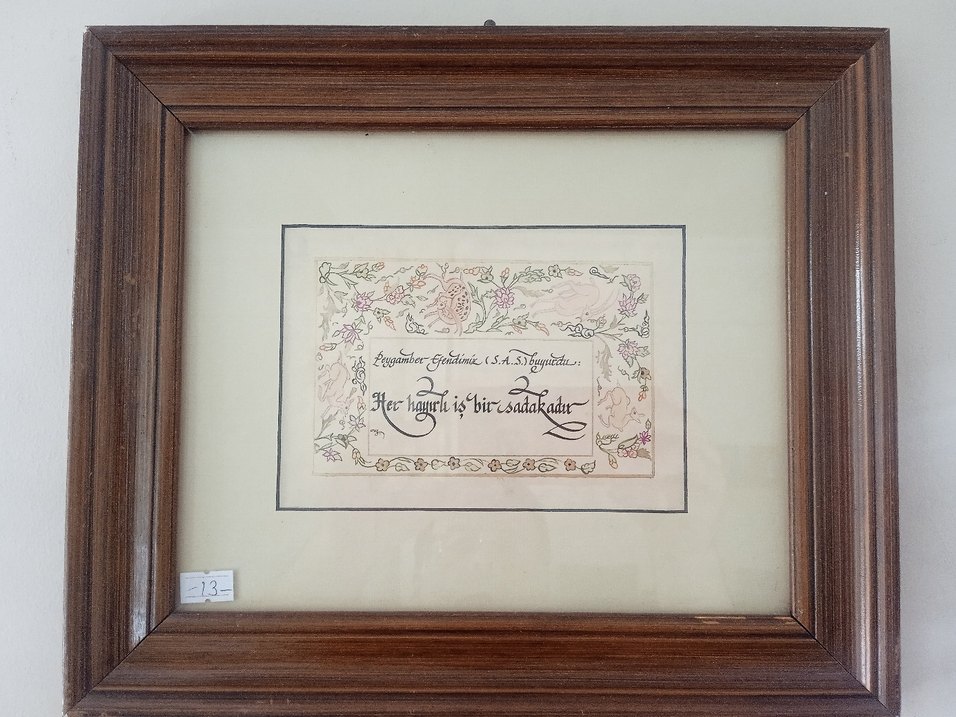 Peygamber Efendimiz (S.A.S.) buyurdu:
Her hayırlı iş bir sadakadır
-13-